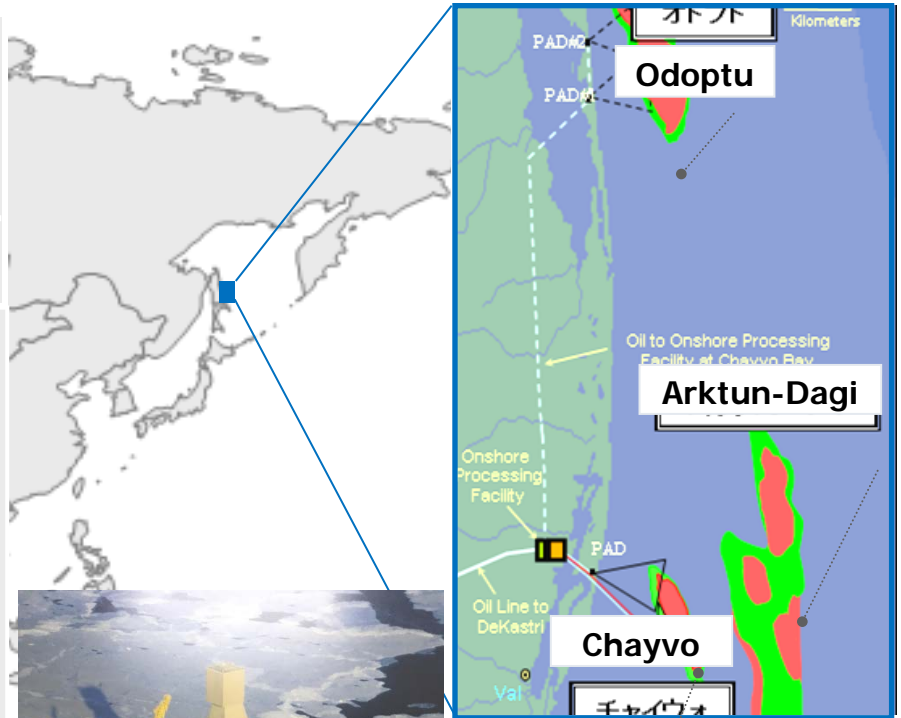 オドプト
Kilometers
PAD#2
Odoptu
PAD#1
Oil to Onshore Processing
Facility at Chayvo Bay
Arktun-Dagi
Onshore
Processing
Facility
PAD
Oil Line to
DeKastri
Chayvo
Val
チャイウォ